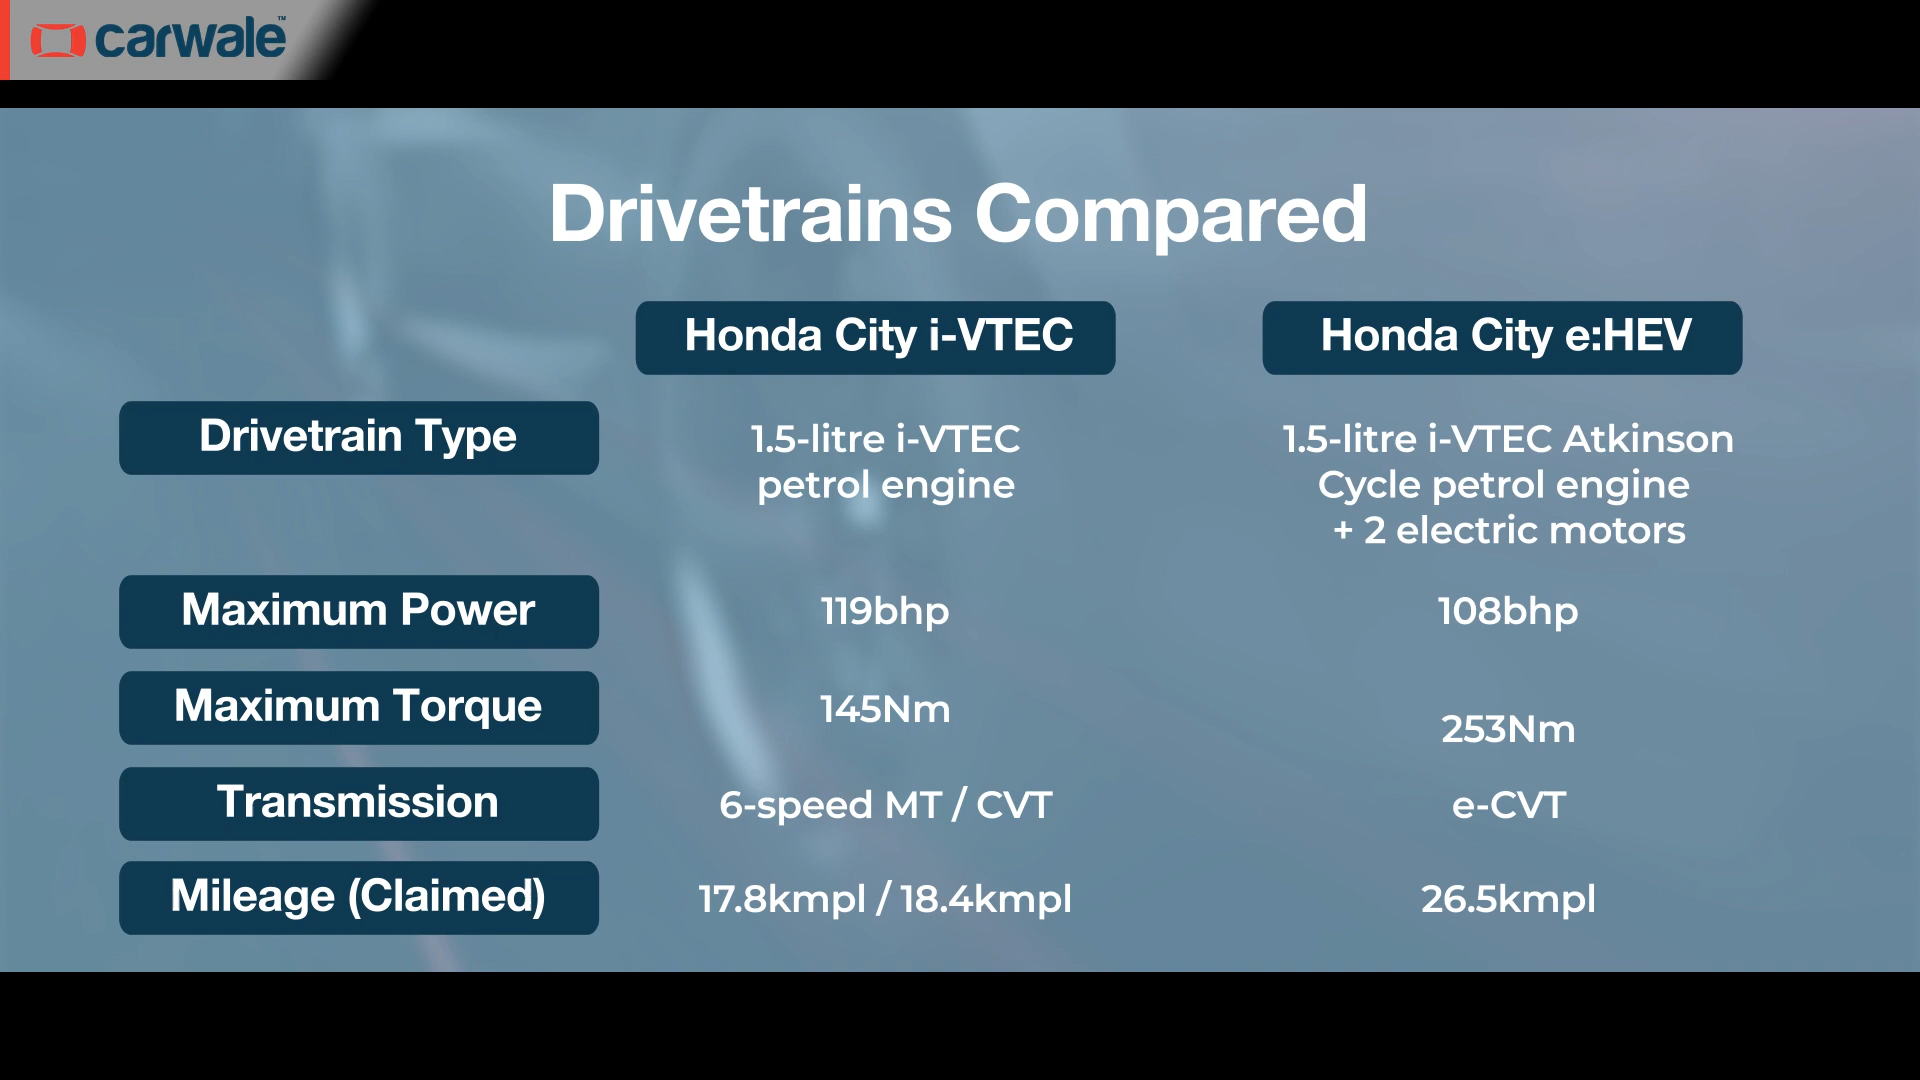 carwale™
Drivetrains Compared
Honda City i-VTEC
Honda City e:HEV
Drivetrain Type
1.5-litre i-VTEC
petrol engine
1.5-litre i-VTEC Atkinson
Cycle petrol engine
+ 2 electric motors
Maximum Power
119bhp
108bhp
Maximum Torque
145Nm
253Nm
Transmission
6-speed MT / CVT
e-CVT
Mileage (Claimed)
17.8kmpl / 18.4kmpl
26.5kmpl